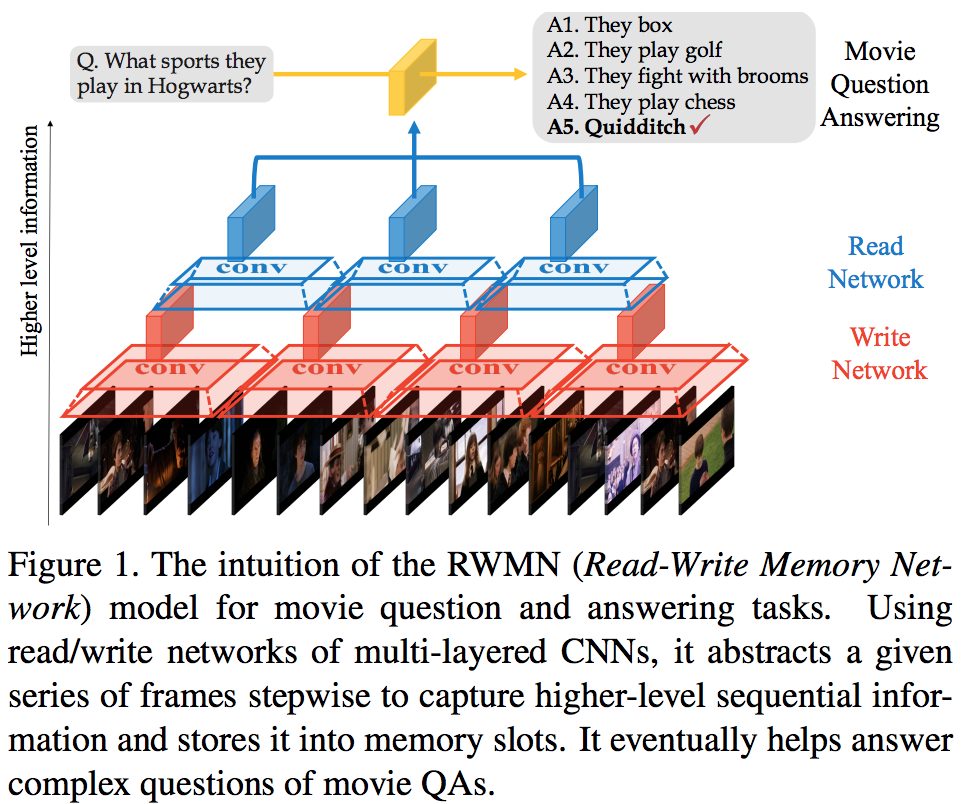 Q. What sports they
play in Hogwarts?
A1. They box
A2. They play golf
A3. They fight with brooms
A4. They play chess
A5. Quidditch ✓
Movie
Question
Answering
Higher level information
conv conv conv
Read
Network
conv conv conv conv
Write
Network
Figure 1. The intuition of the RWMN (Read-Write Memory Net-
work) model for movie question and answering tasks. Using
read/write networks of multi-layered CNNs, it abstracts a given
series of frames stepwise to capture higher-level sequential infor-
mation and stores it into memory slots. It eventually helps answer
complex questions of movie QAs.